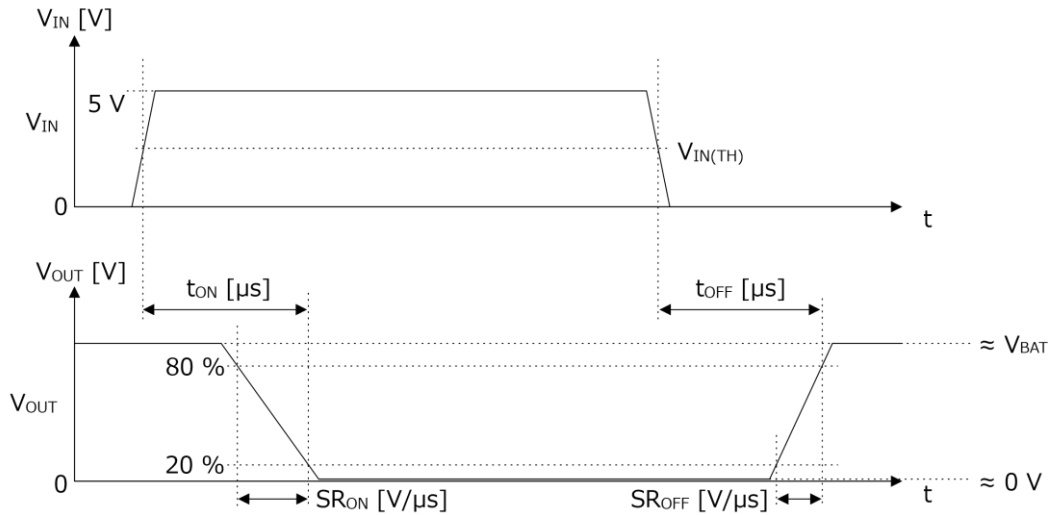 VIN [V]
5 V
VIN
VIN(TH)
0
t
VOUT [V]
tON [μs]
tOFF [μs]
≈ VBAT
80 %
VOUT
20 %
0
SRON [V/μs]
SROFF [V/μs]
t
≈ 0 V